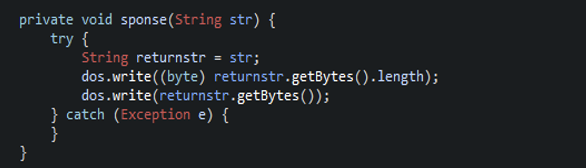 private void sponse(String str) {
    try {
        String returnstr = str;
        dos.write((byte) returnstr.getBytes().length);
        dos.write(returnstr.getBytes());
    } catch (Exception e) {
    }
}